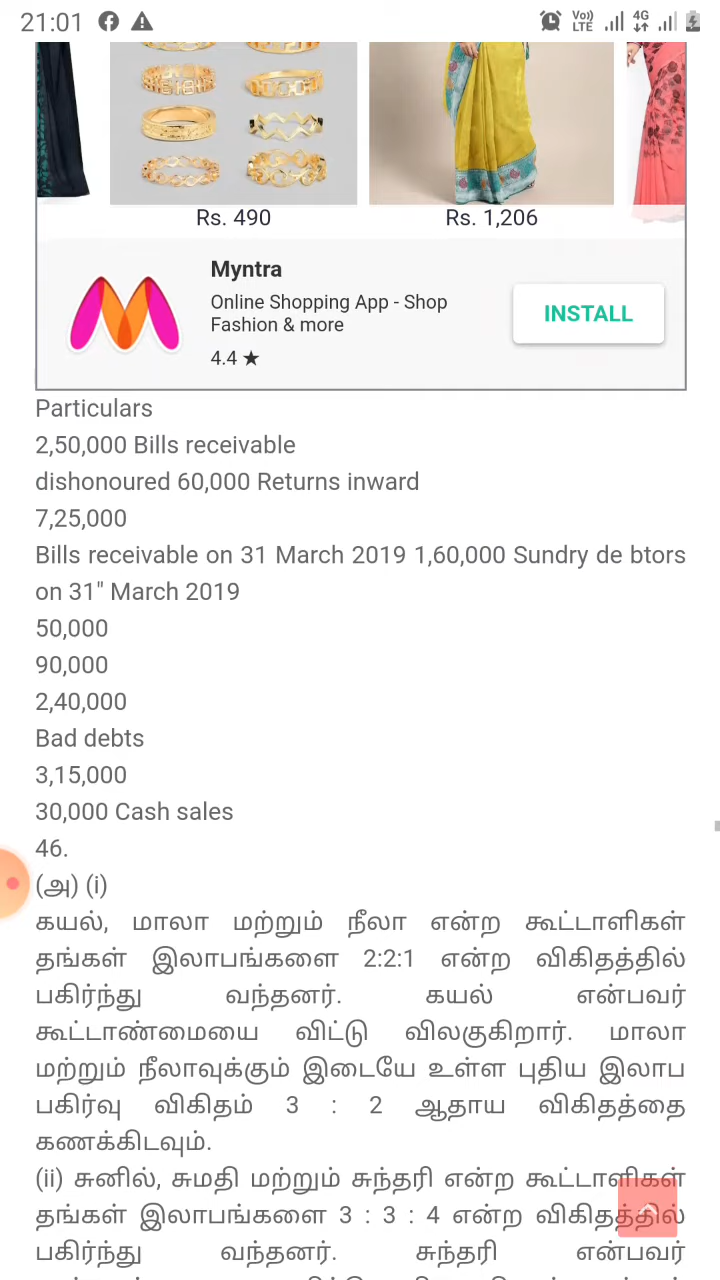 21:01
Vo)) LTE 4G
Rs. 490 Rs. 1,206
Myntra
Online Shopping App - Shop
Fashion & more
4.4 ★
INSTALL
Particulars
2,50,000 Bills receivable
dishonoured 60,000 Returns inward
7,25,000
Bills receivable on 31 March 2019 1,60,000 Sundry de btors
on 31" March 2019
50,000
90,000
2,40,000
Bad debts
3,15,000
30,000 Cash sales
46.
(அ) (i)
கயல், மாலா மற்றும் நீலா என்ற கூட்டாளிகள்
தங்கள் இலாபங்களை 2:2:1 என்ற விகிதத்தில்
பகிர்ந்து வந்தனர். கயல் என்பவர்
கூட்டாண்மையை விட்டு விலகுகிறார். மாலா
மற்றும் நீலாவுக்கும் இடையே உள்ள புதிய இலாப
பகிர்வு விகிதம் 3 : 2 ஆதாய விகிதத்தை
கணக்கிடவும்.
(ii) சுனில், சுமதி மற்றும் சுந்தரி என்ற கூட்டாளிகள்
தங்கள் இலாபங்களை 3 : 3 : 4 என்ற விகிதத்தில்
பகிர்ந்து வந்தனர். சுந்தரி என்பவர்